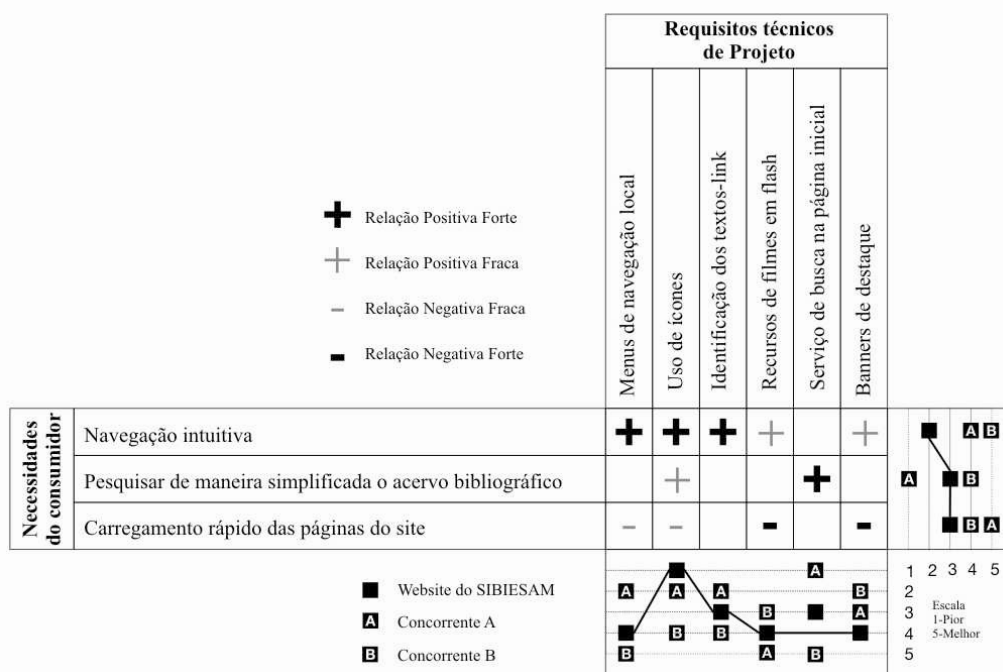 Requisitos técnicos
de Projeto
Menus de navegação local
Uso de ícones
Identificação dos textos-link
Recursos de filmes em flash
Serviço de busca na página inicial
Banners de destaque
Relação Positiva Forte
Relação Positiva Fraca
Relação Negativa Fraca
Relação Negativa Forte
Necessidades
do consumidor
Navegação intuitiva
A B
Pesquisar de maneira simplificada o acervo bibliográfico
A B
Carregamento rápido das páginas do site
B A
1 2 3 4 5
Website do SIBIESAM
Concorrente A
Concorrente B
A 1
A A A B 2
B A 3
B B 4
B A B 5
Escala
1-Pior
5-Melhor